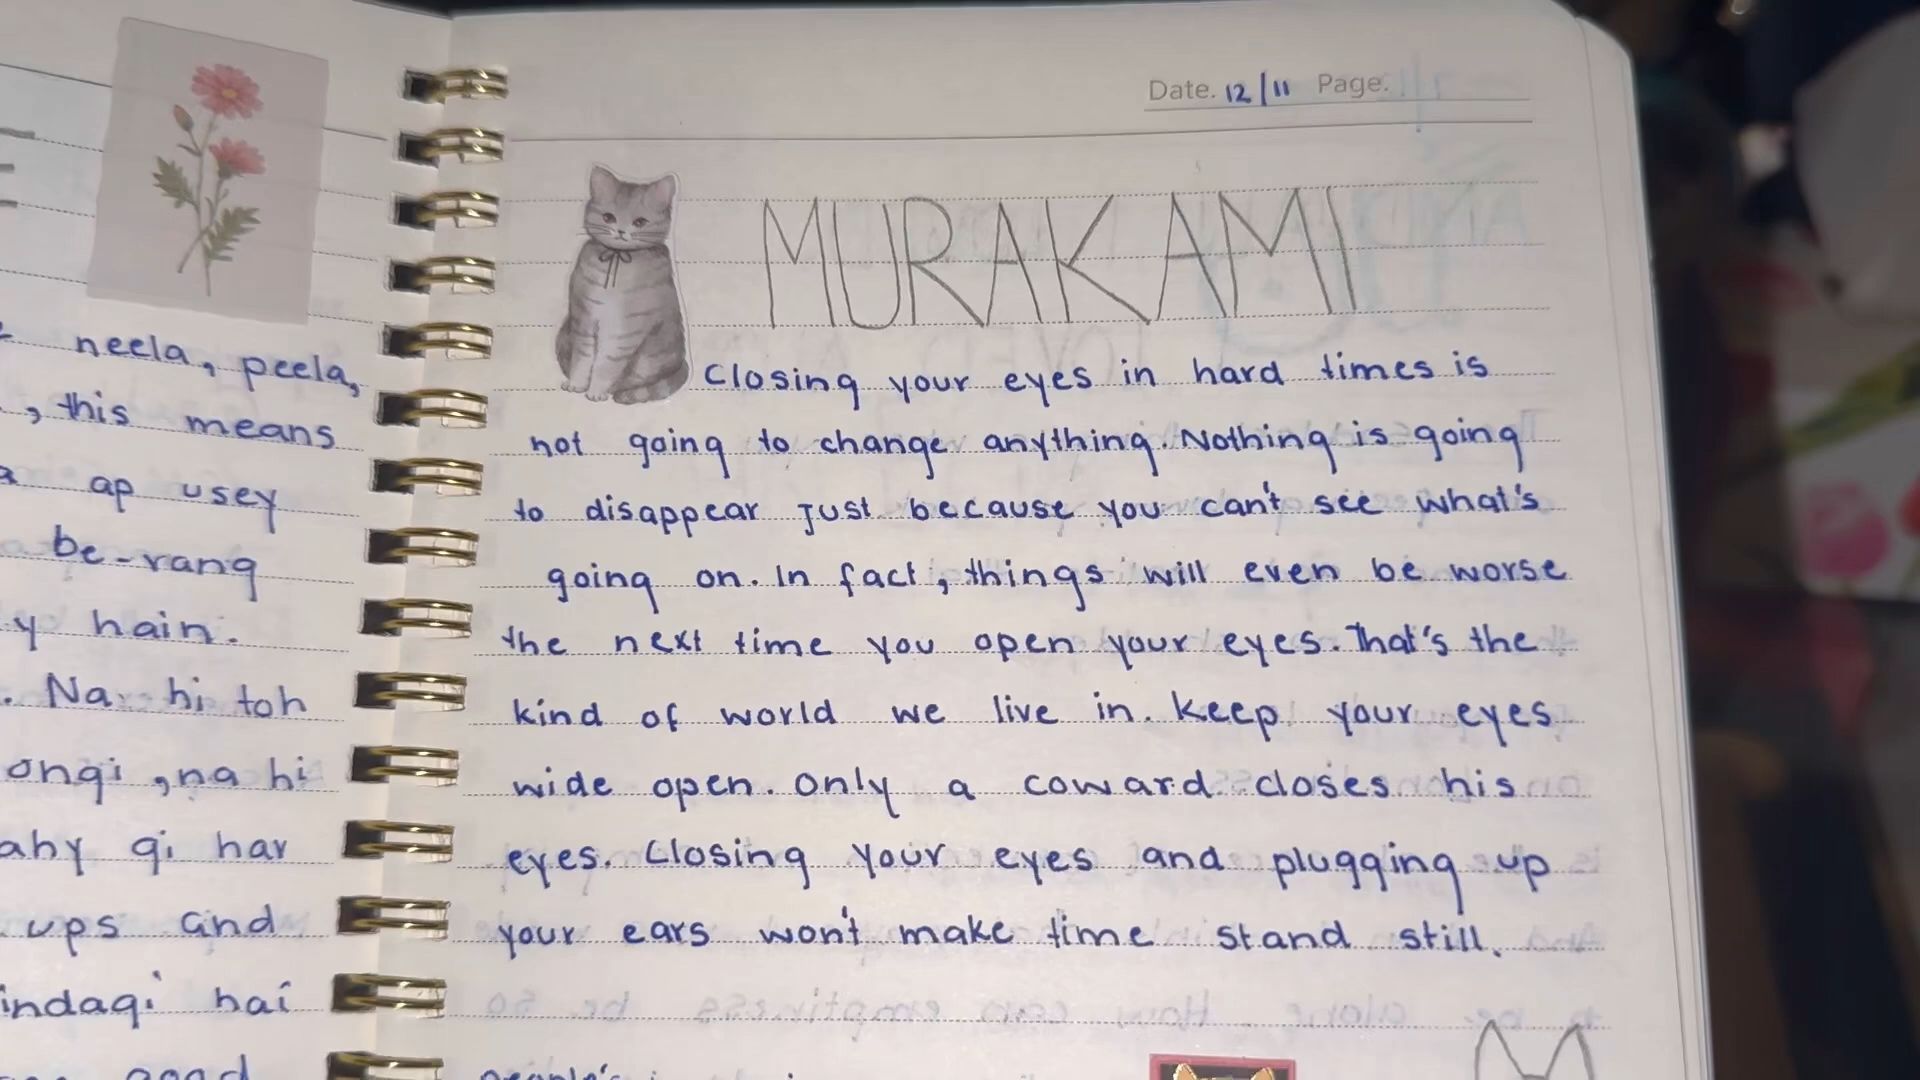 neela, peela,
, this means
ap usey
be-rang
y hain.
. Na hi toh
ongi, na hi
ahy gi har
ups and
indagi hai
good
Date. 12/11 Page.
MURAKAMI
Closing your eyes in hard times is
not going to change anything. Nothing is going
to disappear just because you can't see what's
going on. In fact, things will even be worse
the next time you open your eyes. That's the
kind of world we live in. Keep your eyes
wide open. Only a coward closes his
eyes. Closing your eyes and plugging up
your ears won't make time stand still.
people's